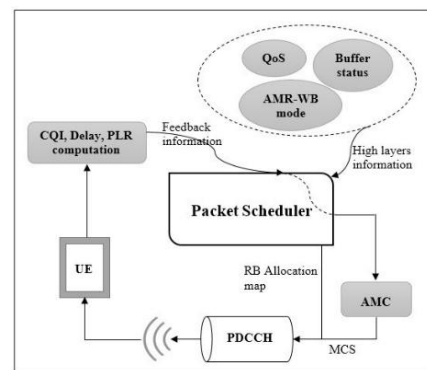 QoS
Buffer
status
AMR-WB
mode
CQI, Delay, PLR
computation
Feedback
information
High layers
information
Packet Scheduler
UE
RB Allocation
map
AMC
PDCCH
MCS